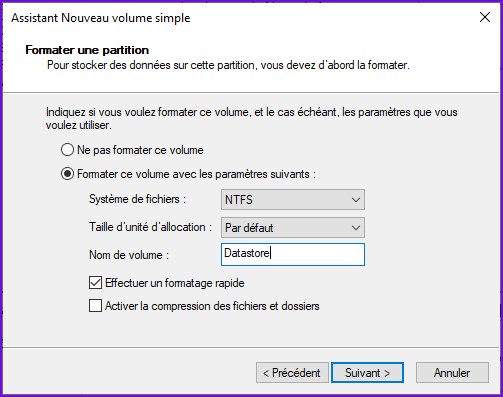 Assistant Nouveau volume simple
Formater une partition
Pour stocker des données sur cette partition, vous devez d'abord la formater.
Indiquez si vous voulez formater ce volume, et le cas échéant, les paramètres que vous
voulez utiliser.
Ne pas formater ce volume
Formater ce volume avec les paramètres suivants :
Système de fichiers : NTFS
Taille d'unité d'allocation : Par défaut
Nom de volume : Datastore
Effectuer un formatage rapide
Activer la compression des fichiers et dossiers
< Précédent Suivant > Annuler